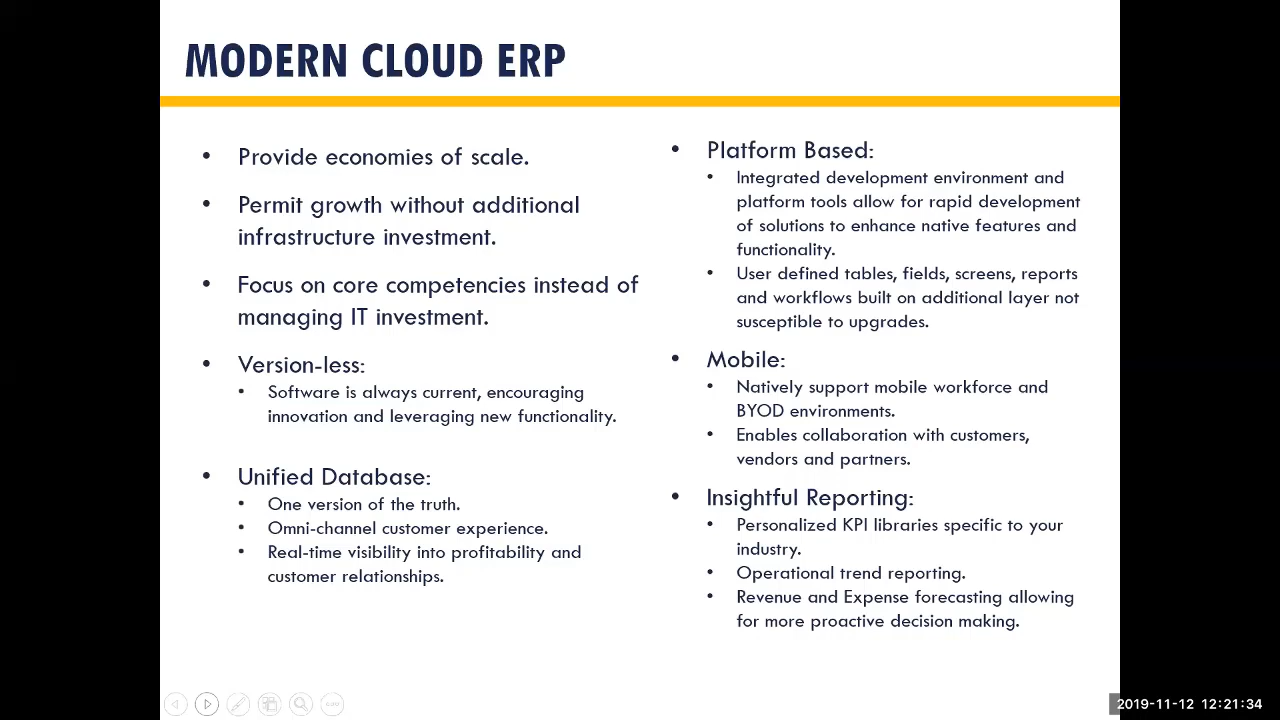 MODERN CLOUD ERP
• Provide economies of scale.
• Permit growth without additional
infrastructure investment.
• Focus on core competencies instead of
managing IT investment.
• Version-less:
• Software is always current, encouraging
innovation and leveraging new functionality.
• Unified Database:
• One version of the truth.
• Omni-channel customer experience.
• Real-time visibility into profitability and
customer relationships.
• Platform Based:
• Integrated development environment and
platform tools allow for rapid development
of solutions to enhance native features and
functionality.
• User defined tables, fields, screens, reports
and workflows built on additional layer not
susceptible to upgrades.
• Mobile:
• Natively support mobile workforce and
BYOD environments.
• Enables collaboration with customers,
vendors and partners.
• Insightful Reporting:
• Personalized KPI libraries specific to your
industry.
• Operational trend reporting.
• Revenue and Expense forecasting allowing
for more proactive decision making.
2019-11-12 12:21:34